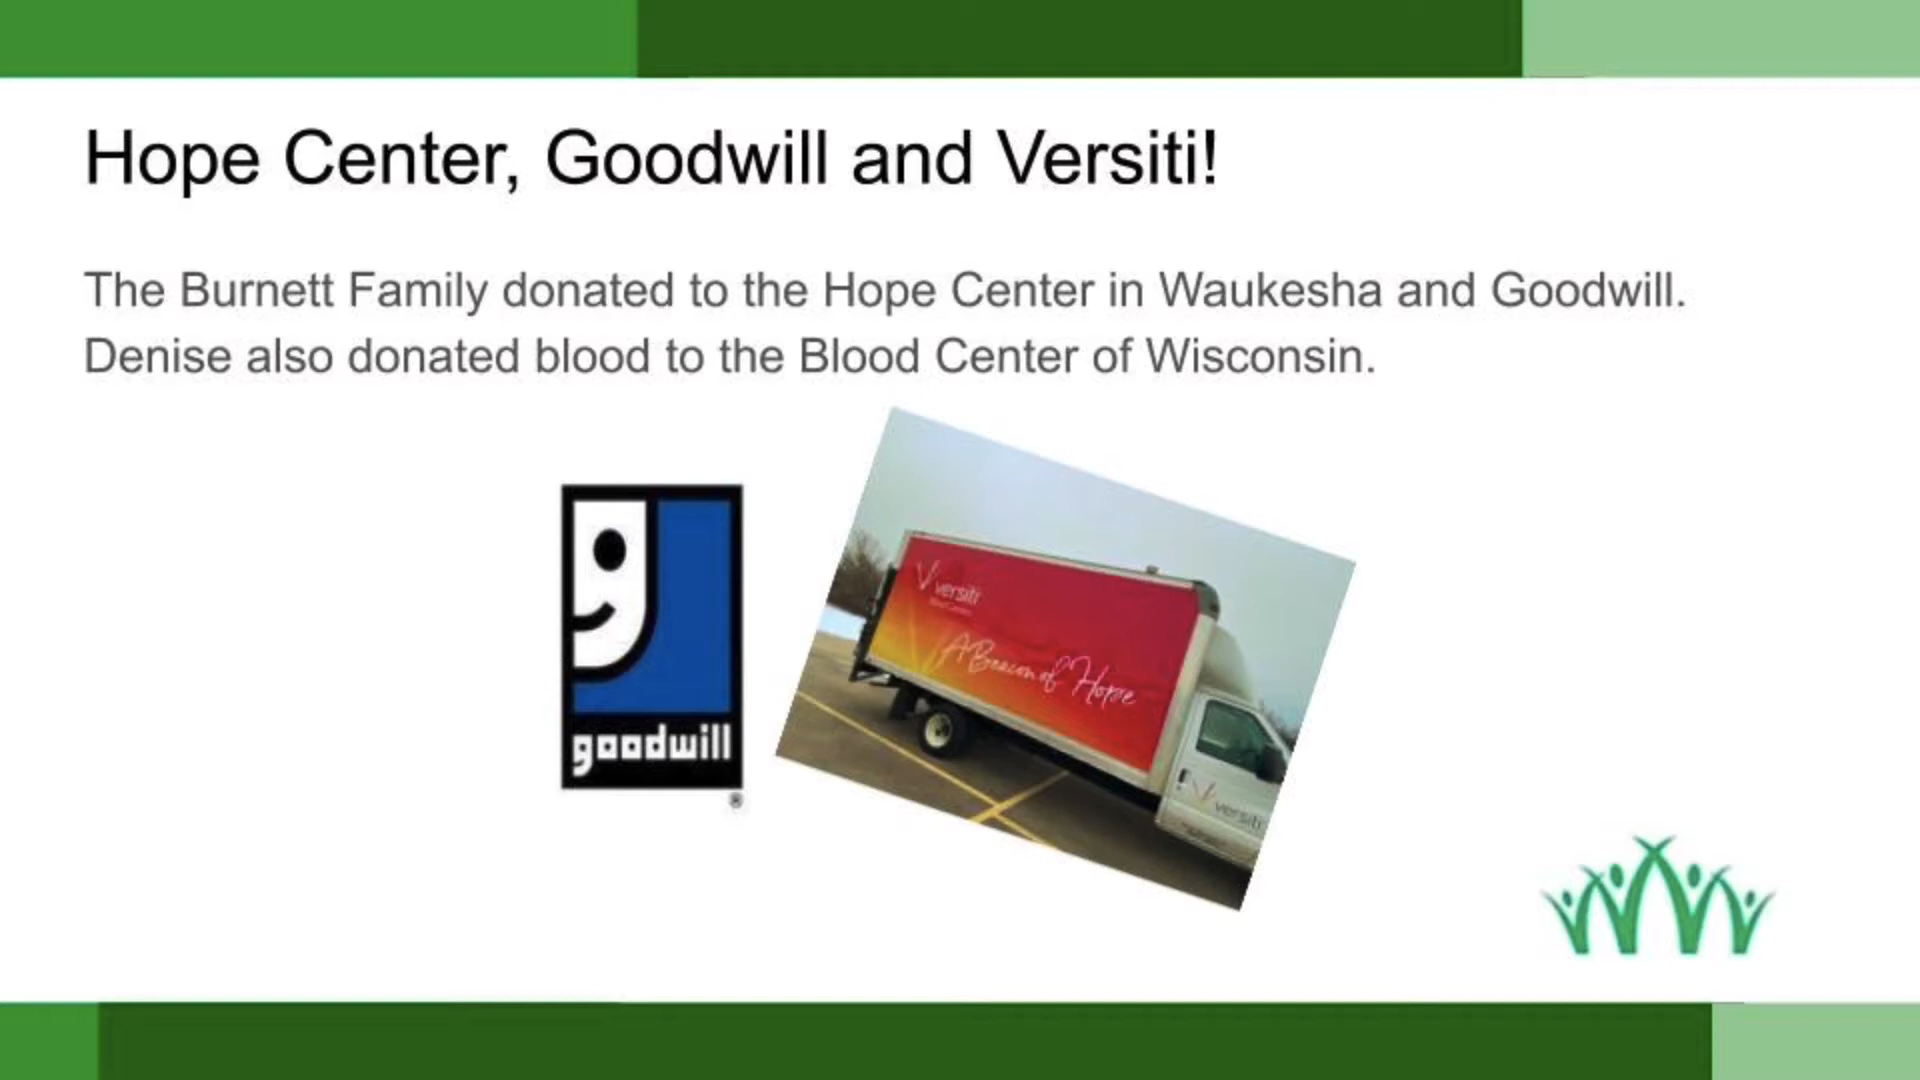 Hope Center, Goodwill and Versiti!
The Burnett Family donated to the Hope Center in Waukesha and Goodwill.
Denise also donated blood to the Blood Center of Wisconsin.
goodwill
®
versiti
A Beacon of Hope
versiti